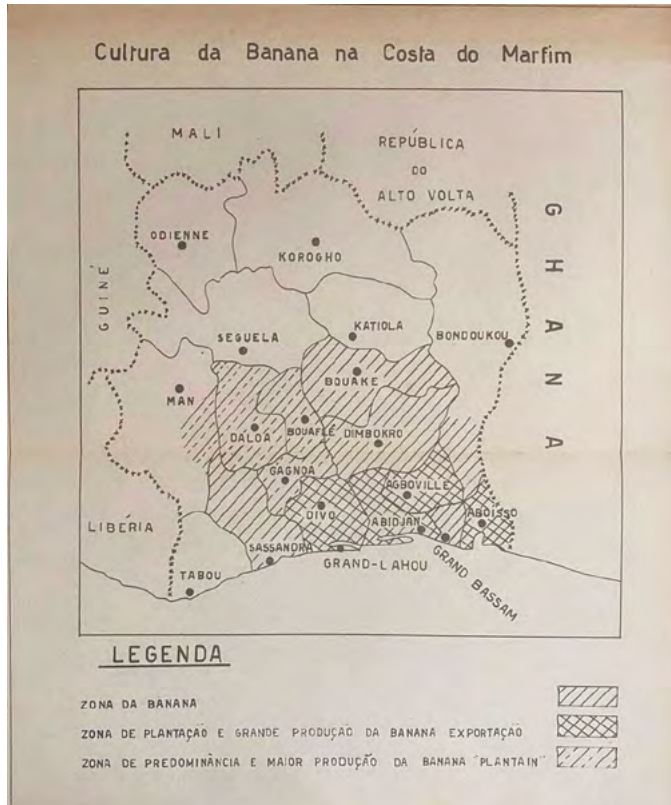 Cultura da Banana na Costa do Marfim
MALI
REPÚBLICA
DO
ALTO VOLTA
GHANA
ODIENNE
KOROGHO
GUINÉ
SEGUELA
KATIOLA
BONDOUKOU
BOUAKE
MAN
DALOA
BOUAFLÉ
DIMBOKRO
GAGNOA
AGBOVILLE
DIVO
ABIDJAN
ABOISSO
LIBÉRIA
SASSANDRA
GRAND-LAHOU
GRAND BASSAM
TABOU
LEGENDA
ZONA DA BANANA
ZONA DE PLANTAÇÃO E GRANDE PRODUÇÃO DA BANANA EXPORTAÇÃO
ZONA DE PREDOMINÂNCIA E MAIOR PRODUÇÃO DA BANANA "PLANTAIN"